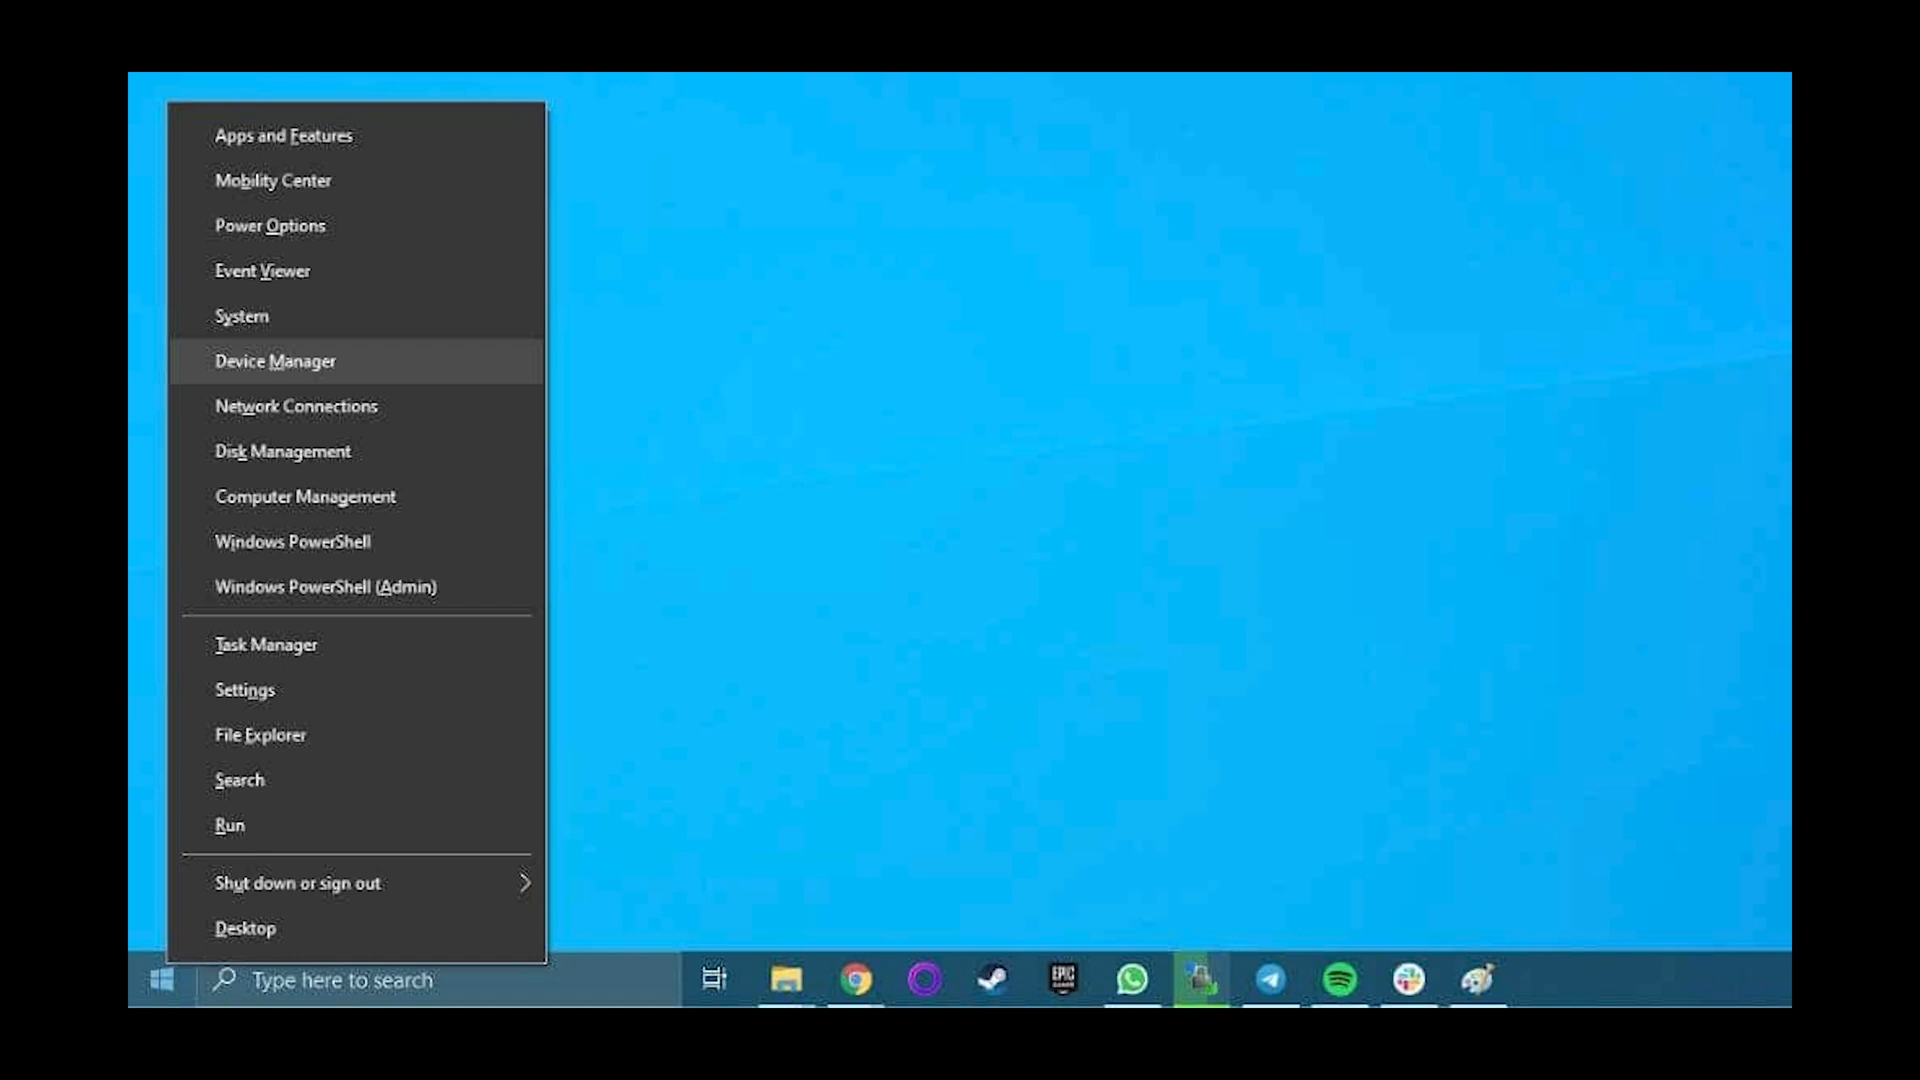 Apps and Features
Mobility Center
Power Options
Event Viewer
System
Device Manager
Network Connections
Disk Management
Computer Management
Windows PowerShell
Windows PowerShell (Admin)
Task Manager
Settings
File Explorer
Search
Run
Shut down or sign out
Desktop
Type here to search
EPIC
GAMES